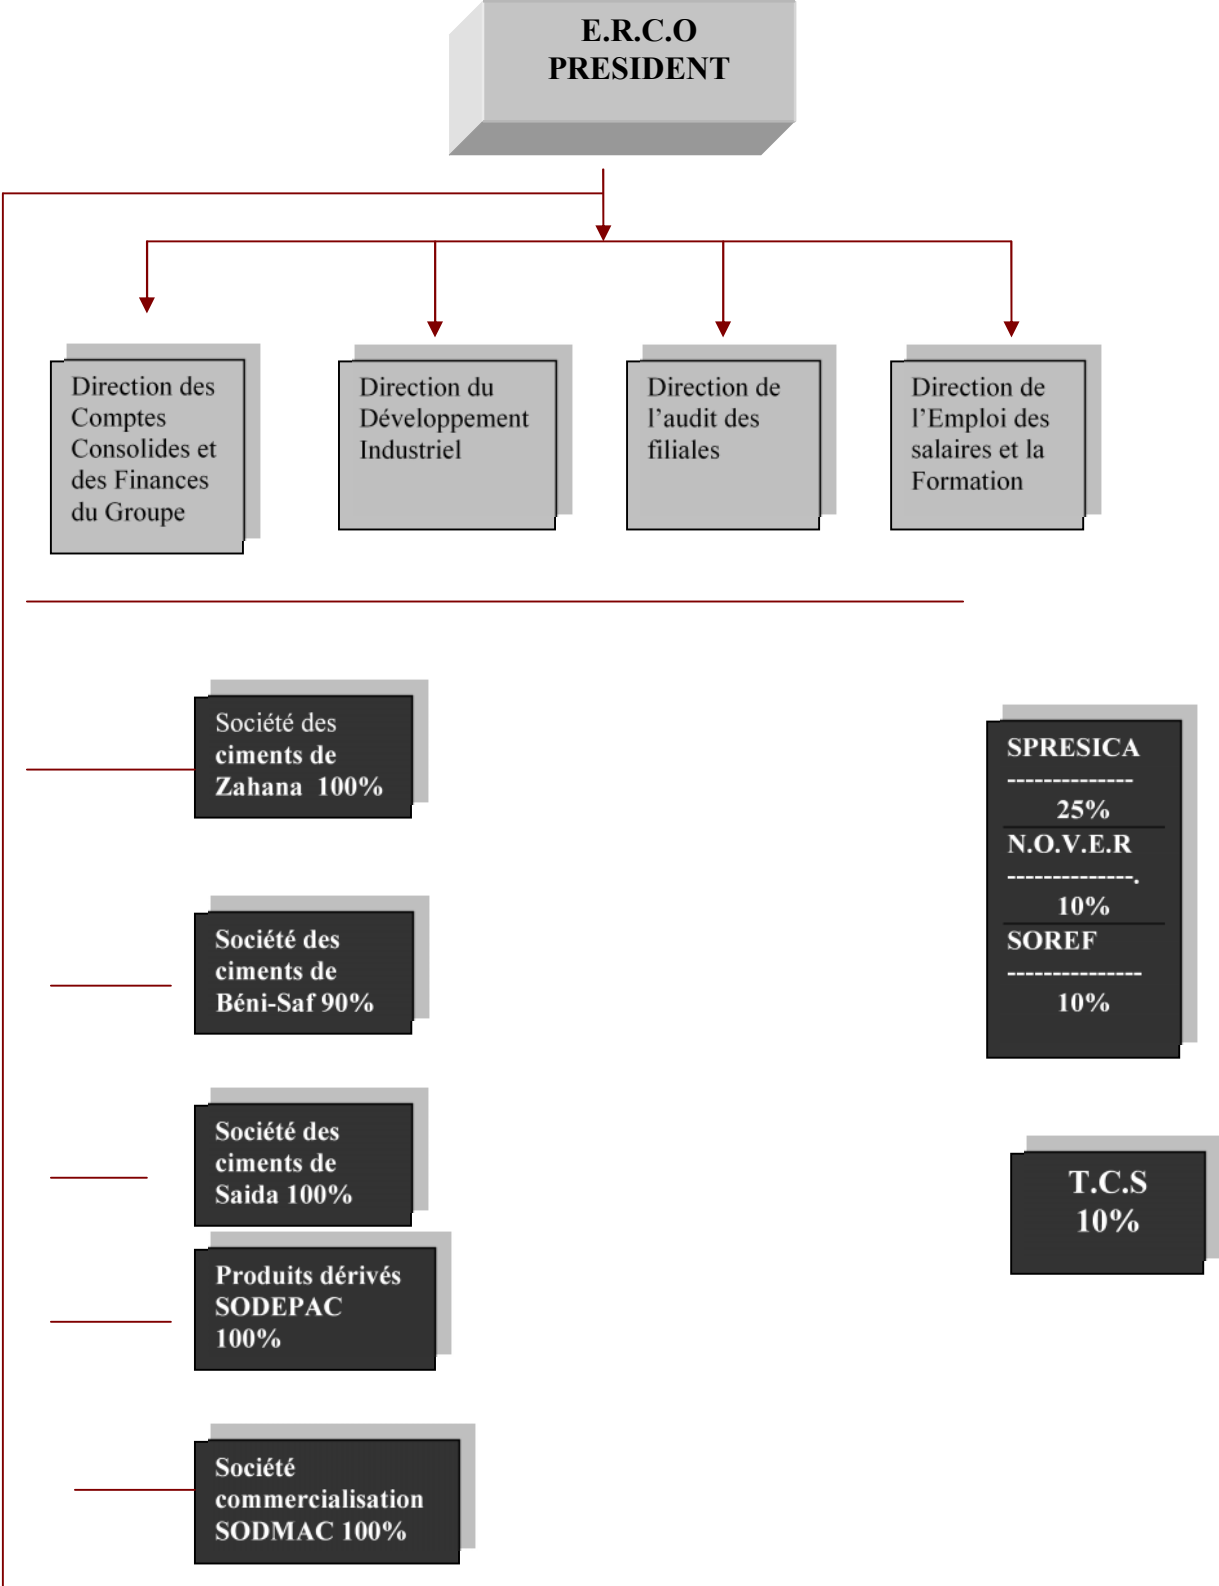 E.R.C.O
PRESIDENT
Direction des
Comptes
Consolides et
des Finances
du Groupe
Direction du
Développement
Industriel
Direction de
l'audit des
filiales
Direction de
l'Emploi des
salaires et la
Formation
Société des
ciments de
Zahana 100%
Société des
ciments de
Béni-Saf 90%
Société des
ciments de
Saida 100%
Produits dérivés
SODEPAC
100%
Société
commercialisation
SODMAC 100%
SPRESICA
--------------
25%
N.O.V.E.R
--------------.
10%
SOREF
---------------
10%
T.C.S
10%